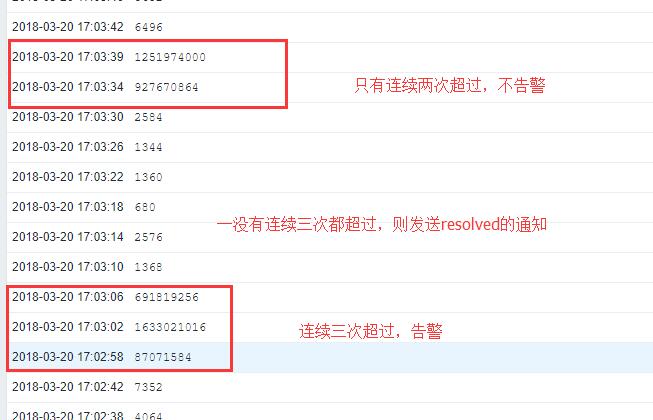 2018-03-20 17:03:42 6496
2018-03-20 17:03:39 1251974000
2018-03-20 17:03:34 927670864
只有连续两次超过，不告警
2018-03-20 17:03:30 2584
2018-03-20 17:03:26 1344
2018-03-20 17:03:22 1360
2018-03-20 17:03:18 680
一没有连续三次都超过，则发送resolved的通知
2018-03-20 17:03:14 2576
2018-03-20 17:03:10 1368
2018-03-20 17:03:06 691819256
2018-03-20 17:03:02 1633021016
连续三次超过，告警
2018-03-20 17:02:58 87071584
2018-03-20 17:02:42 7352
2018-03-20 17:02:38 4064